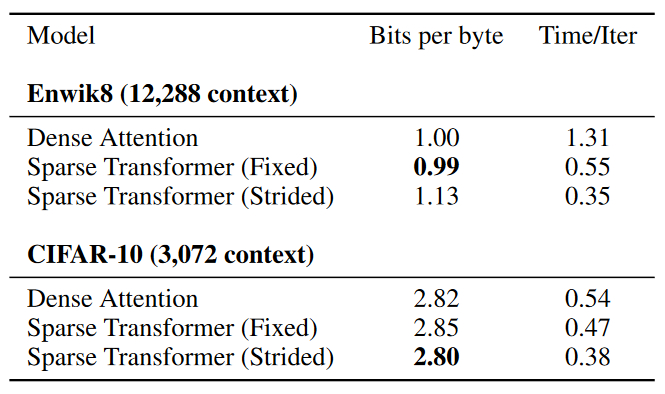 Model Bits per byte Time/Iter
Enwik8 (12,288 context)
Dense Attention 1.00 1.31
Sparse Transformer (Fixed) 0.99 0.55
Sparse Transformer (Strided) 1.13 0.35
CIFAR-10 (3,072 context)
Dense Attention 2.82 0.54
Sparse Transformer (Fixed) 2.85 0.47
Sparse Transformer (Strided) 2.80 0.38